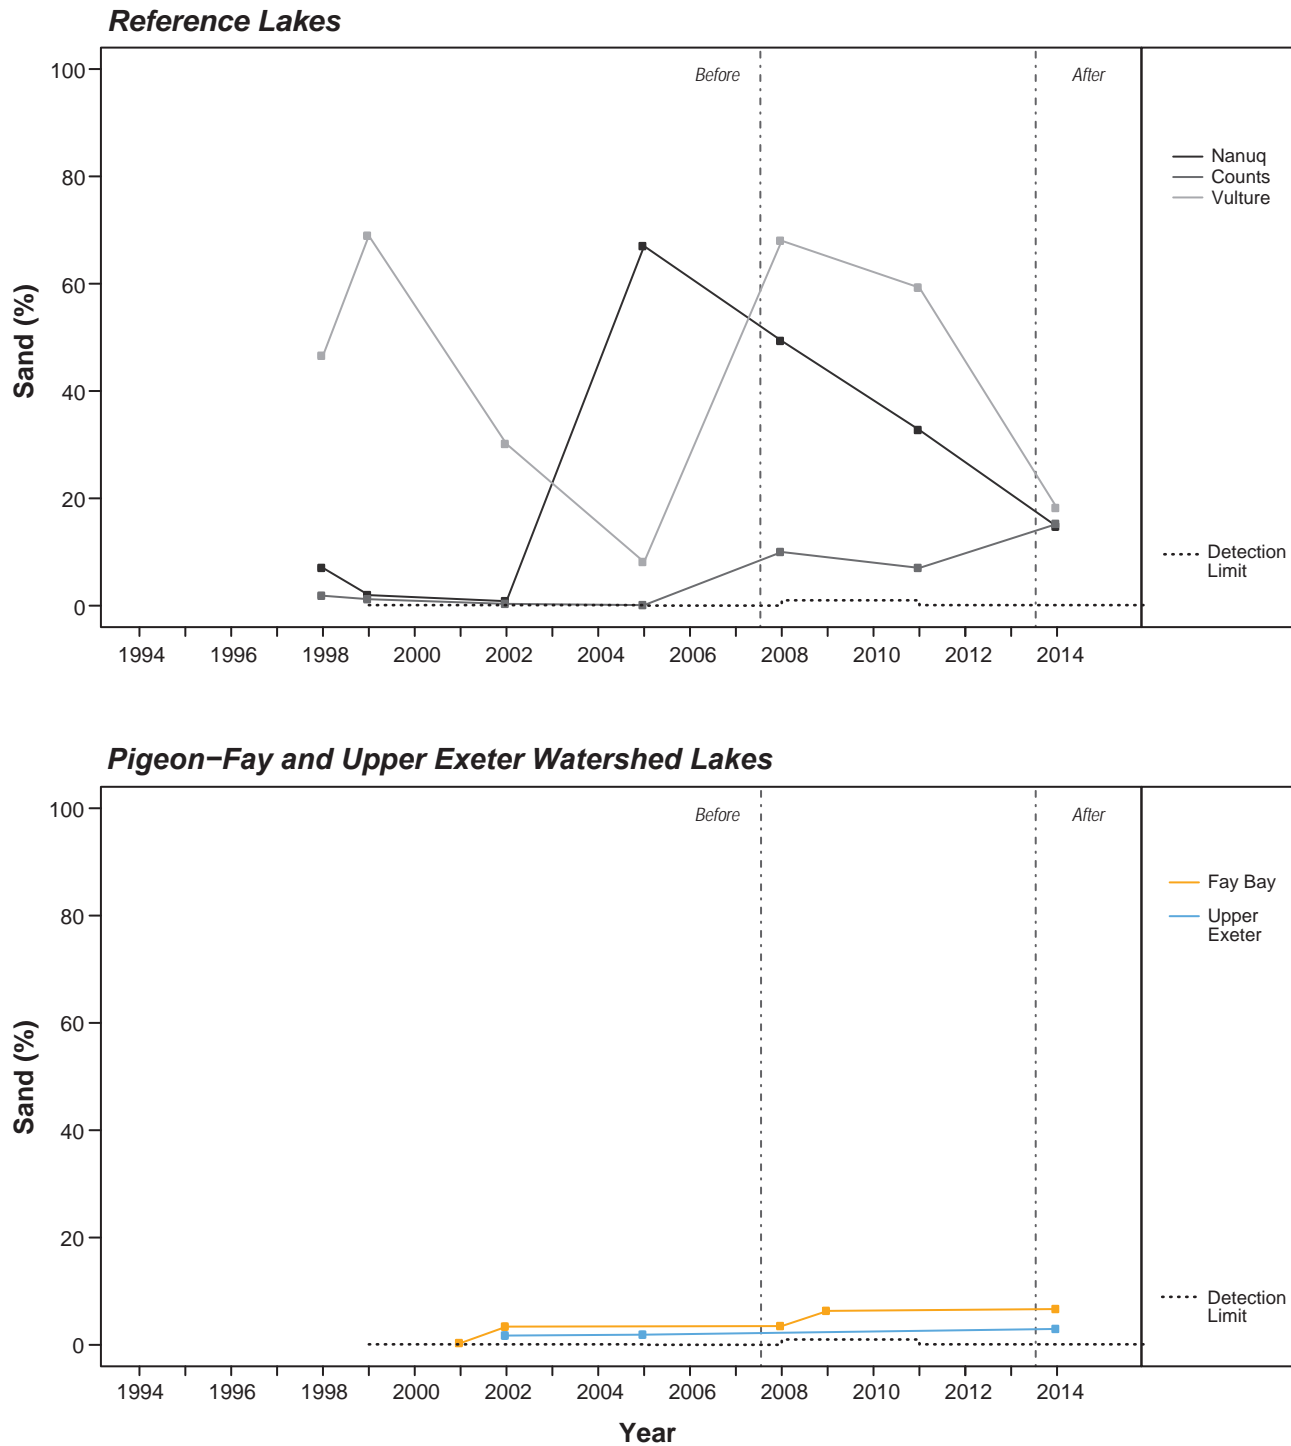 Reference Lakes
Before
After
100
80
60
40
20
0
Sand (%)
Nanuq
Counts
Vulture
Detection
Limit
1994 1996 1998 2000 2002 2004 2006 2008 2010 2012 2014
Pigeon−Fay and Upper Exeter Watershed Lakes
Before
After
100
80
60
40
20
0
Sand (%)
Fay Bay
Upper
Exeter
Detection
Limit
1994 1996 1998 2000 2002 2004 2006 2008 2010 2012 2014
Year